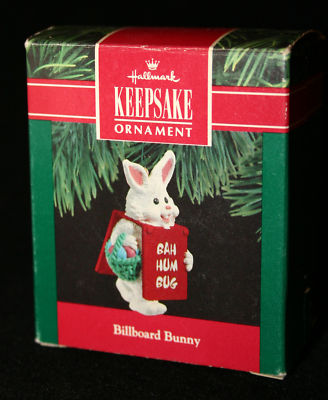 Hallmark
KEEPSAKE
ORNAMENT
BAH
HUM
BUG
Billboard Bunny